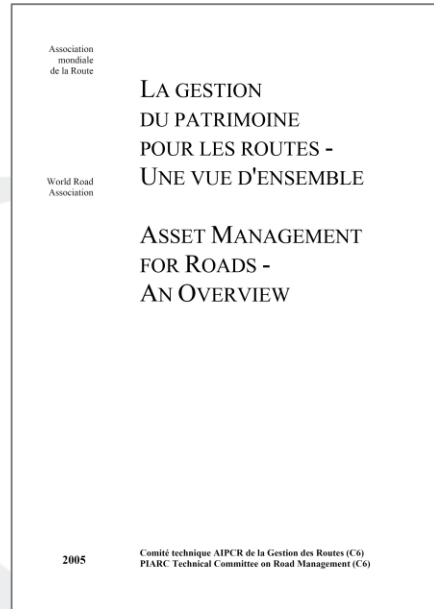 Association
mondiale
de la Route
LA GESTION
DU PATRIMOINE
POUR LES ROUTES -
UNE VUE D'ENSEMBLE
World Road
Association
ASSET MANAGEMENT
FOR ROADS -
AN OVERVIEW
2005
Comité technique AIPCR de la Gestion des Routes (C6)
PIARC Technical Committee on Road Management (C6)